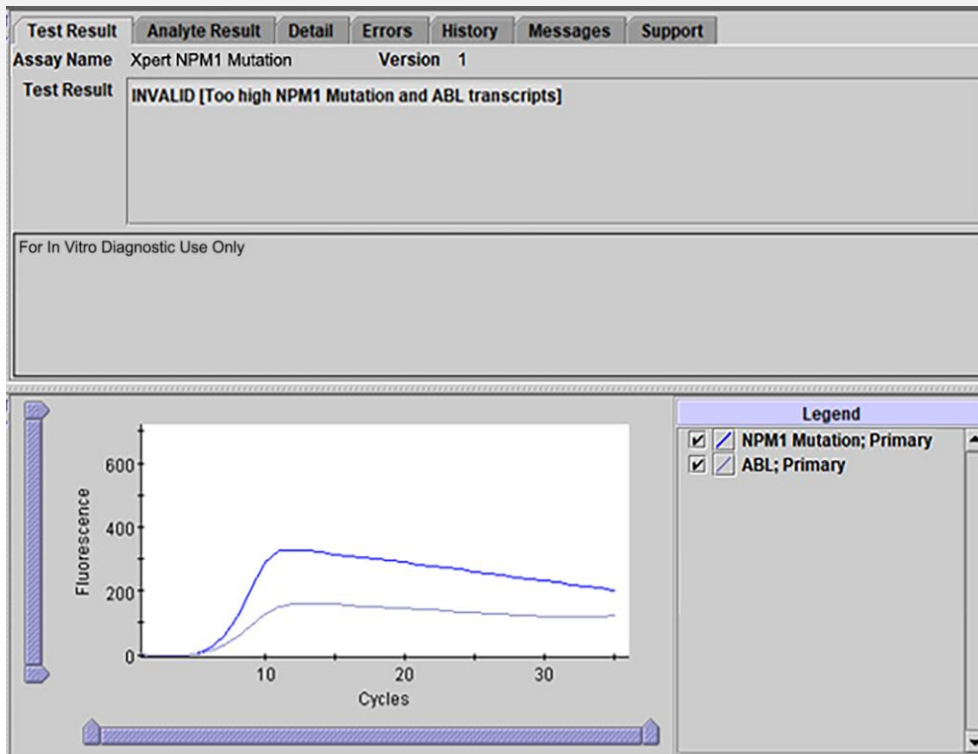 Test Result Analyte Result Detail Errors History Messages Support
Assay Name Xpert NPM1 Mutation Version 1
Test Result INVALID [Too high NPM1 Mutation and ABL transcripts]
For In Vitro Diagnostic Use Only
Legend
NPM1 Mutation; Primary
ABL; Primary
600
400
200
0
Fluorescence
10 20 30
Cycles